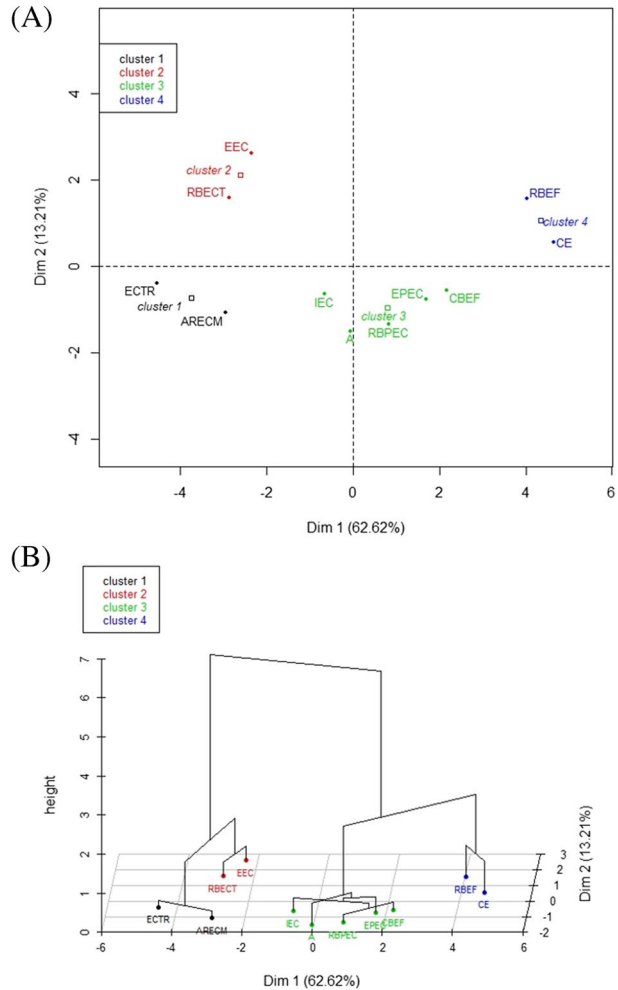 (A)
cluster 1
cluster 2
cluster 3
cluster 4
4
2
0
-2
-4
Dim 2 (13.21%)
EEC
cluster 2
RBECT
RBEF
cluster 4
CE
ECTR
cluster 1
ARECM
IEC
EPEC
CBEF
cluster 3
A
RBPEC
-4
-2
0
2
4
6
Dim 1 (62.62%)
(B)
cluster 1
cluster 2
cluster 3
cluster 4
7
6
5
4
3
2
1
0
height
3
2
1
0
-1
-2
Dim 2 (13.21%)
EEC
RBECT
RBEF
CE
ECTR
ARECM
IEC
A
RBPEC
EPEC
CBEF
-6
-4
-2
0
2
4
6
Dim 1 (62.62%)